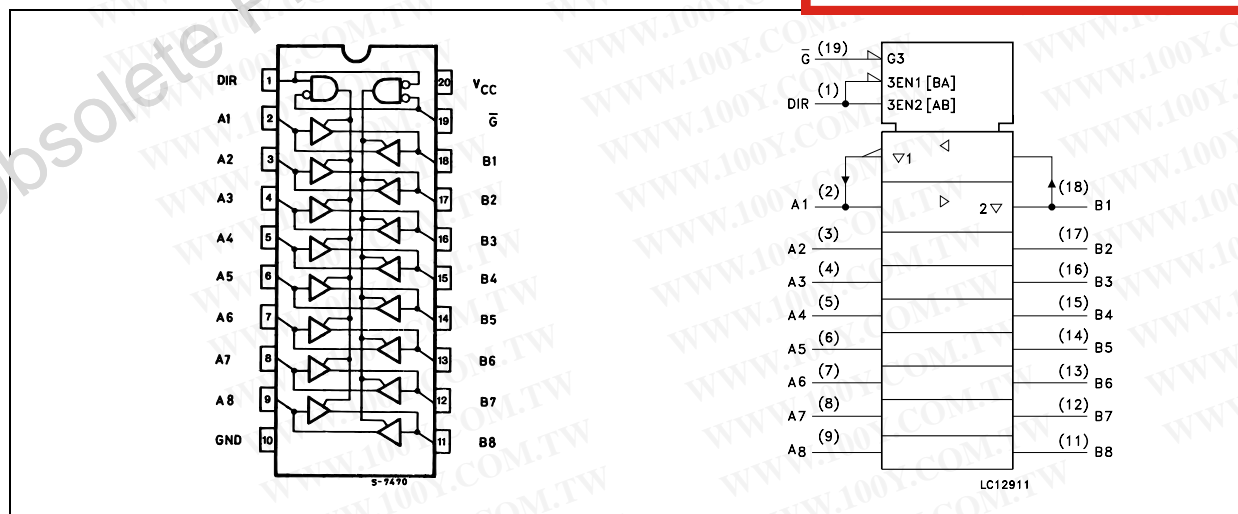 DIR 1 20 VCC
A1 2 19 G̅
A2 3 18 B1
A3 4 17 B2
A4 5 16 B3
A5 6 15 B4
A6 7 14 B5
A7 8 13 B6
A8 9 12 B7
GND 10 11 B8
S-7470
G̅ (19) G3
3EN1 [BA]
DIR (1) 3EN2 [AB]
▽1 ◁
A1 (2) ▷ 2▽ (18) B1
A2 (3) (17) B2
A3 (4) (16) B3
A4 (5) (15) B4
A5 (6) (14) B5
A6 (7) (13) B6
A7 (8) (12) B7
A8 (9) (11) B8
LC12911
Obsolete
WWW.100Y.COM.TW